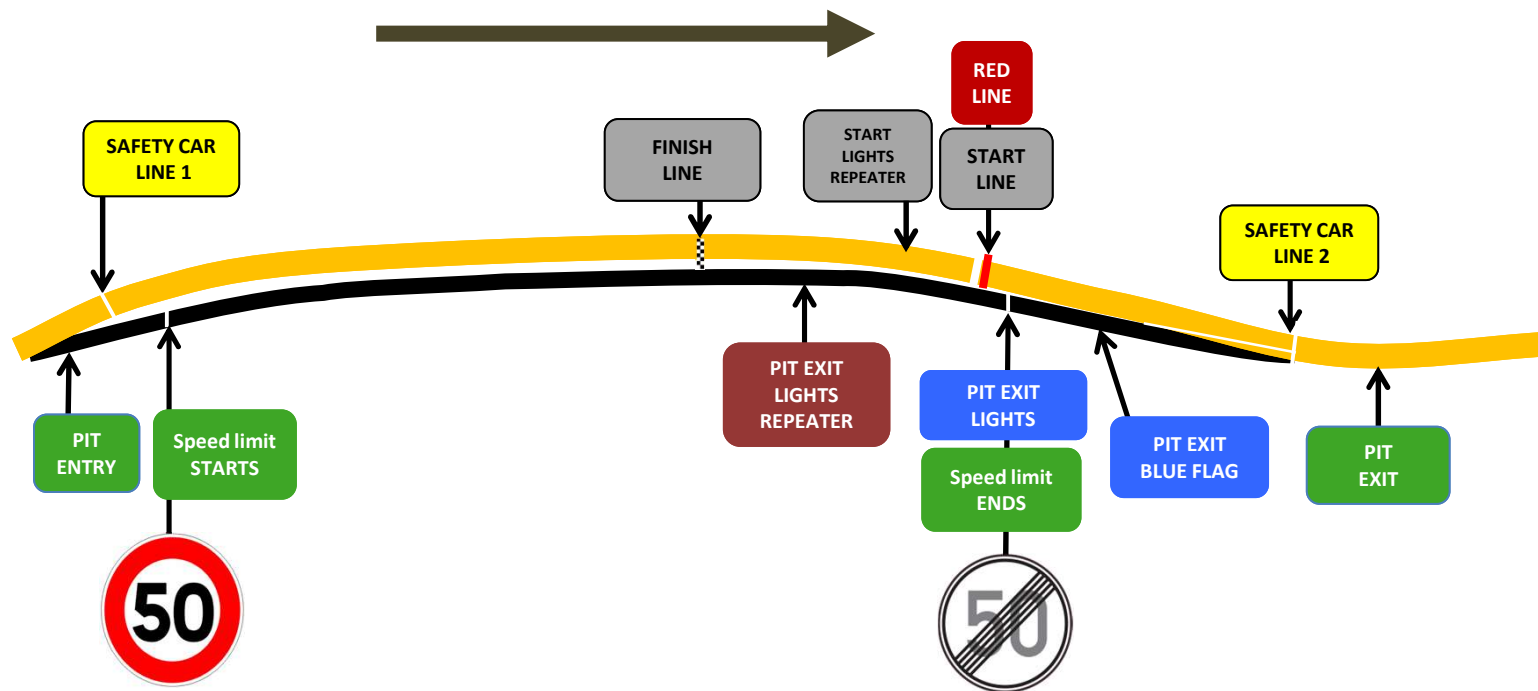 RED
LINE
SAFETY CAR
LINE 1
FINISH
LINE
START
LIGHTS
REPEATER
START
LINE
SAFETY CAR
LINE 2
PIT
ENTRY
Speed limit
STARTS
PIT EXIT
LIGHTS
REPEATER
PIT EXIT
LIGHTS
Speed limit
ENDS
PIT EXIT
BLUE FLAG
PIT
EXIT
50
50